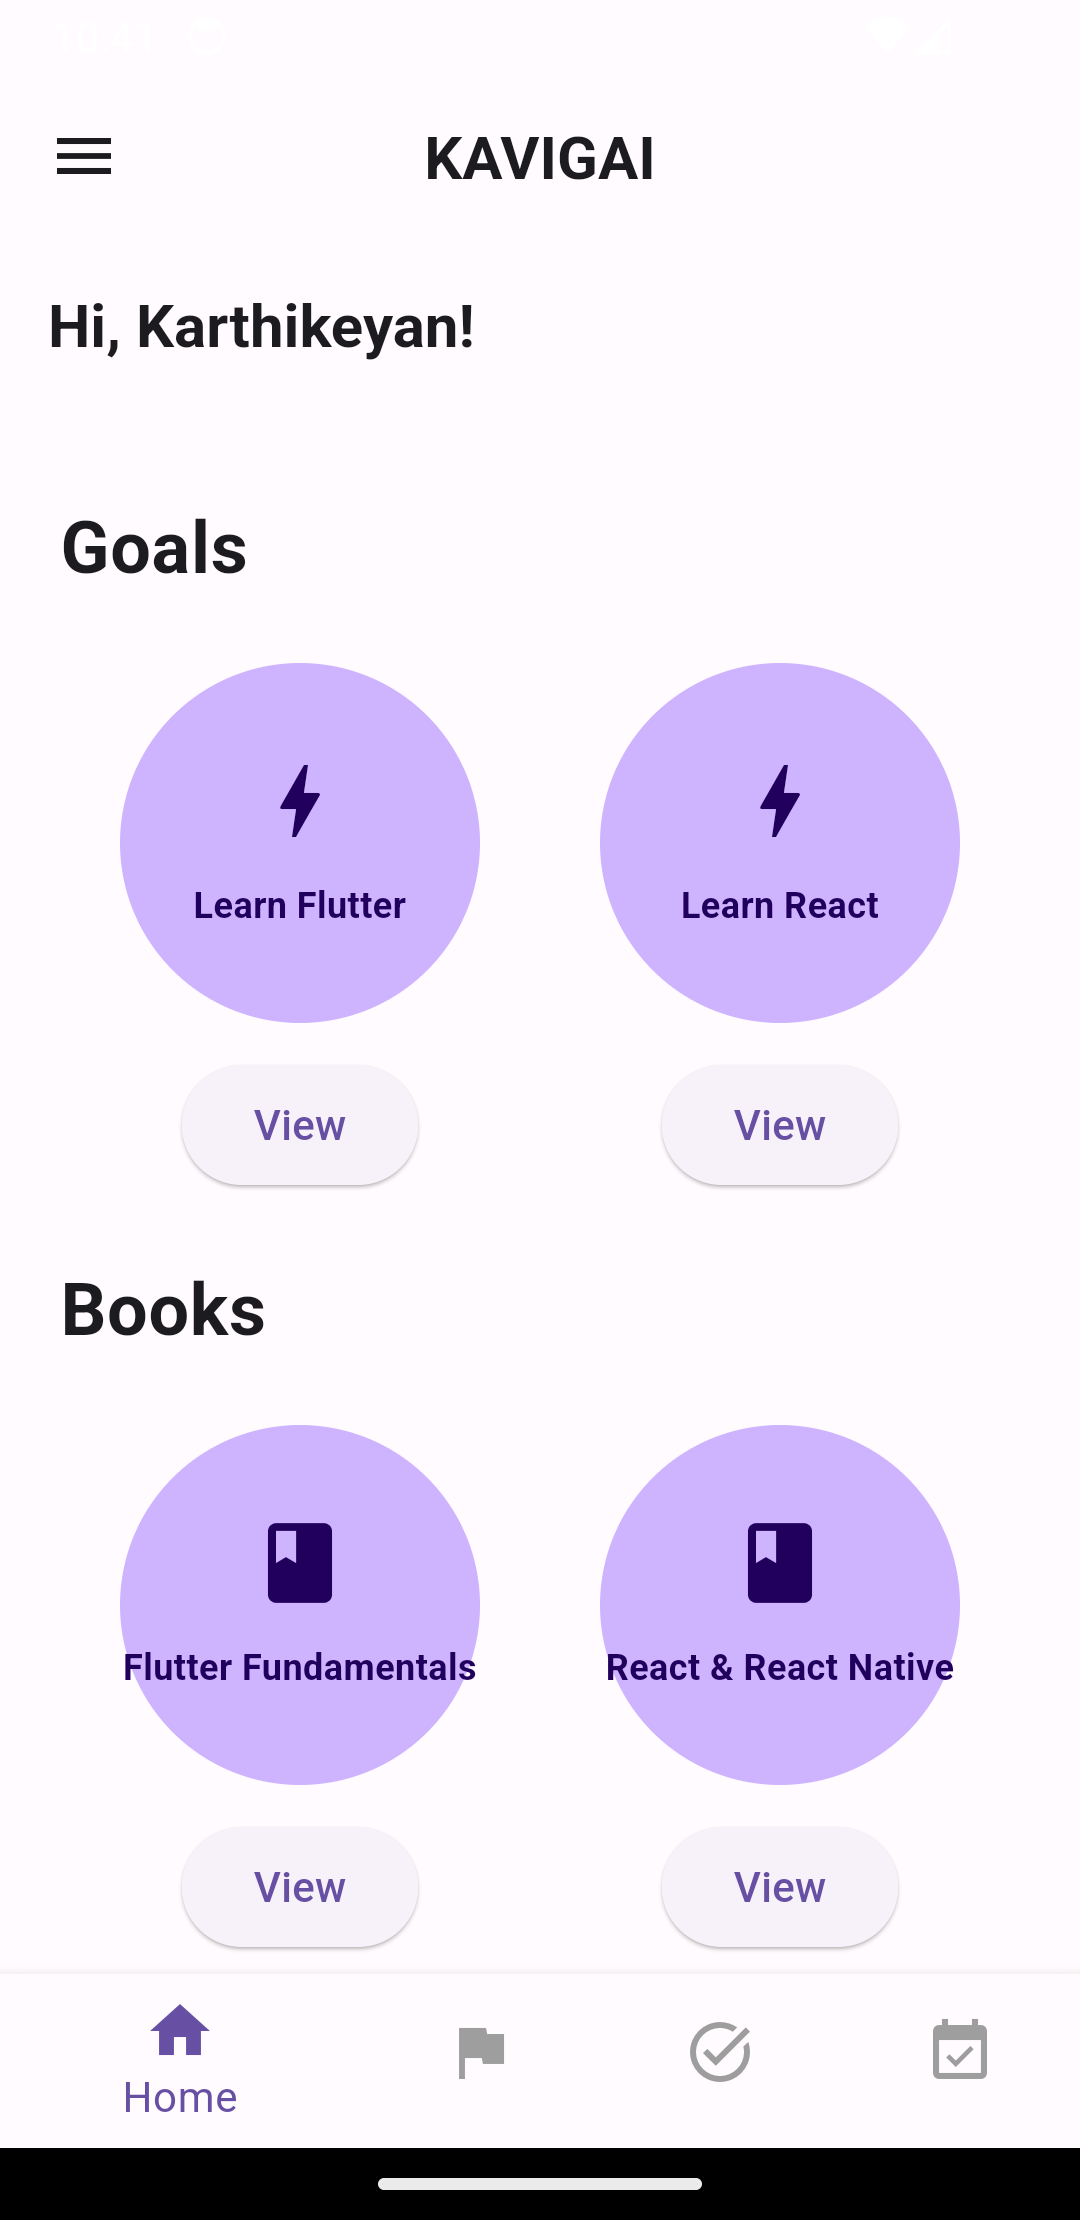 KAVIGAI
Hi, Karthikeyan!
Goals
Learn Flutter
Learn React
View
View
Books
Flutter Fundamentals
React & React Native
View
View
Home